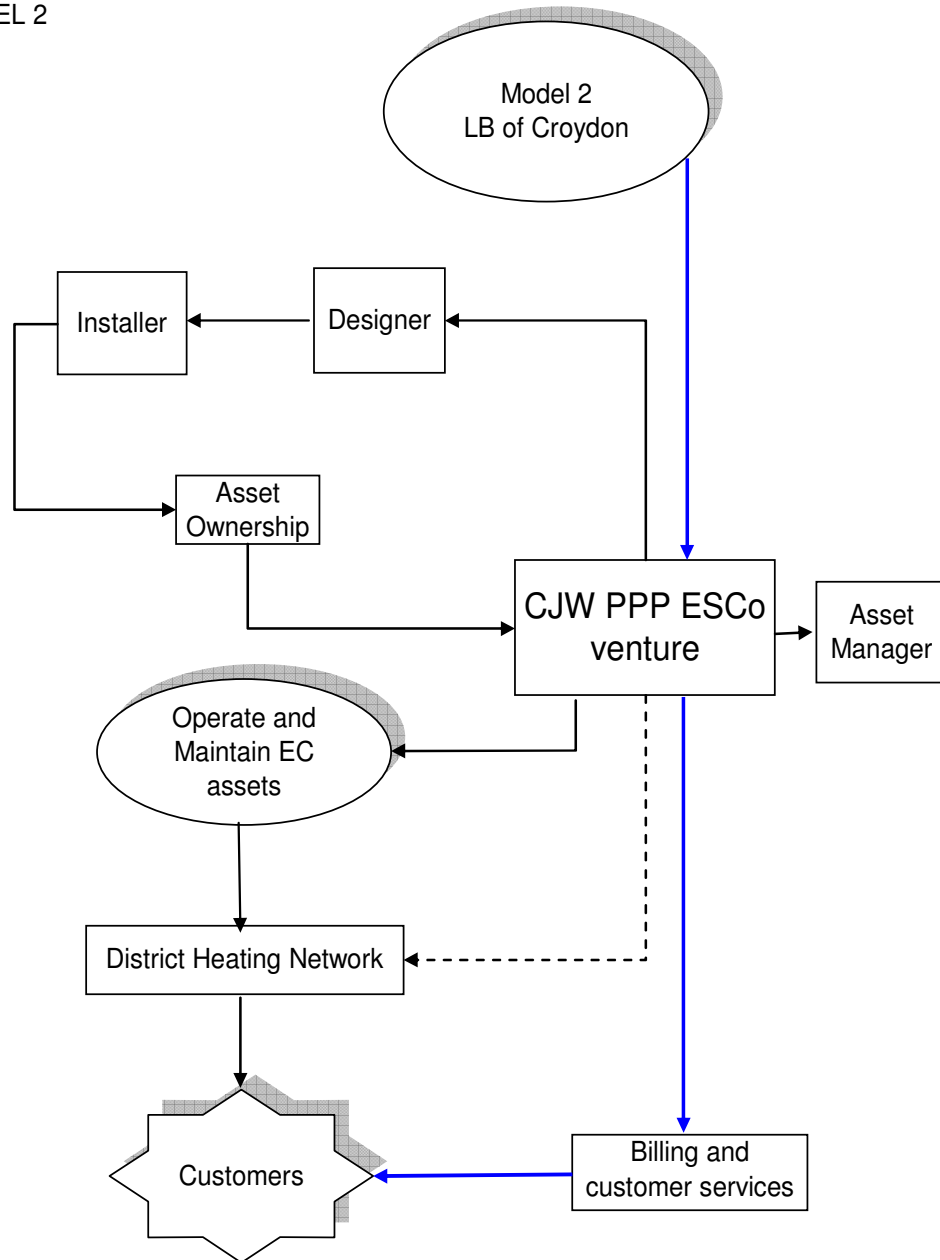 EL 2
Model 2
LB of Croydon
Installer
Designer
Asset
Ownership
CJW PPP ESCo
venture
Asset
Manager
Operate and
Maintain EC
assets
District Heating Network
Customers
Billing and
customer services